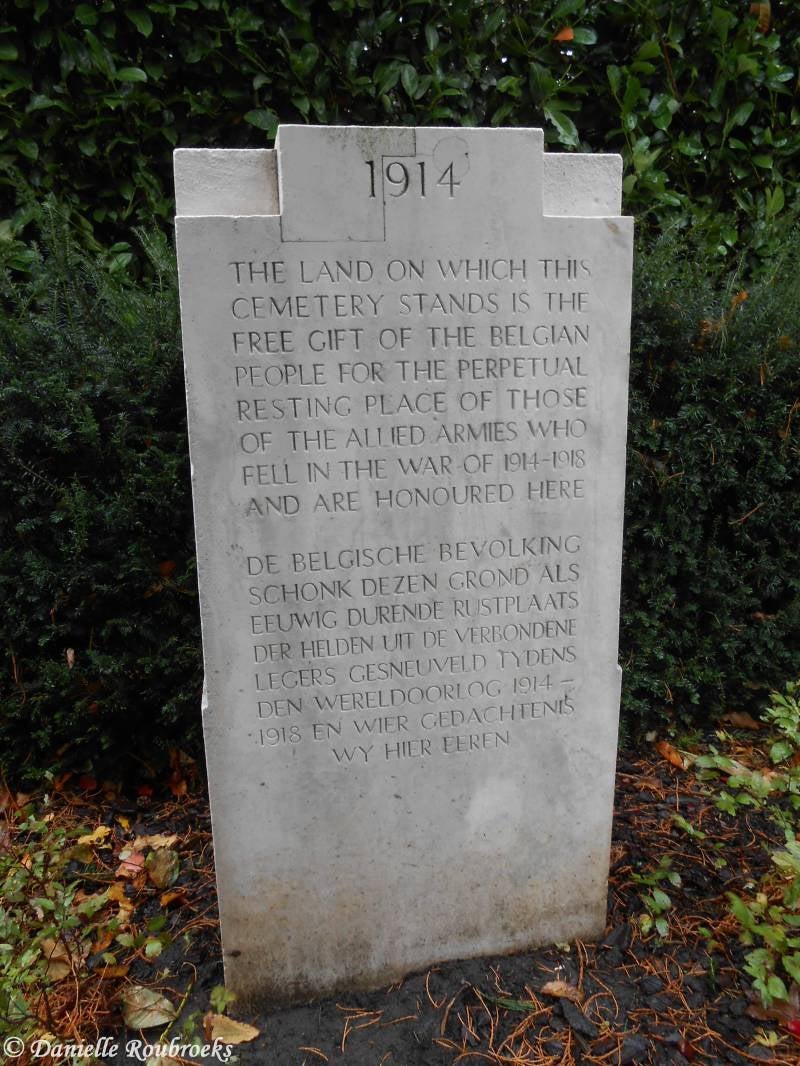 1914
THE LAND ON WHICH THIS
CEMETERY STANDS IS THE
FREE GIFT OF THE BELGIAN
PEOPLE FOR THE PERPETUAL
RESTING PLACE OF THOSE
OF THE ALLIED ARMIES WHO
FELL IN THE WAR OF 1914-1918
AND ARE HONOURED HERE
DE BELGISCHE BEVOLKING
SCHONK DEZEN GROND ALS
EEUWIG DURENDE RUSTPLAATS
DER HELDEN UIT DE VERBONDENE
LEGERS GESNEUVELD TYDENS
DEN WERELDOORLOG 1914 –
1918 EN WIER GEDACHTENIS
WY HIER EEREN
© Danielle Roubroeks